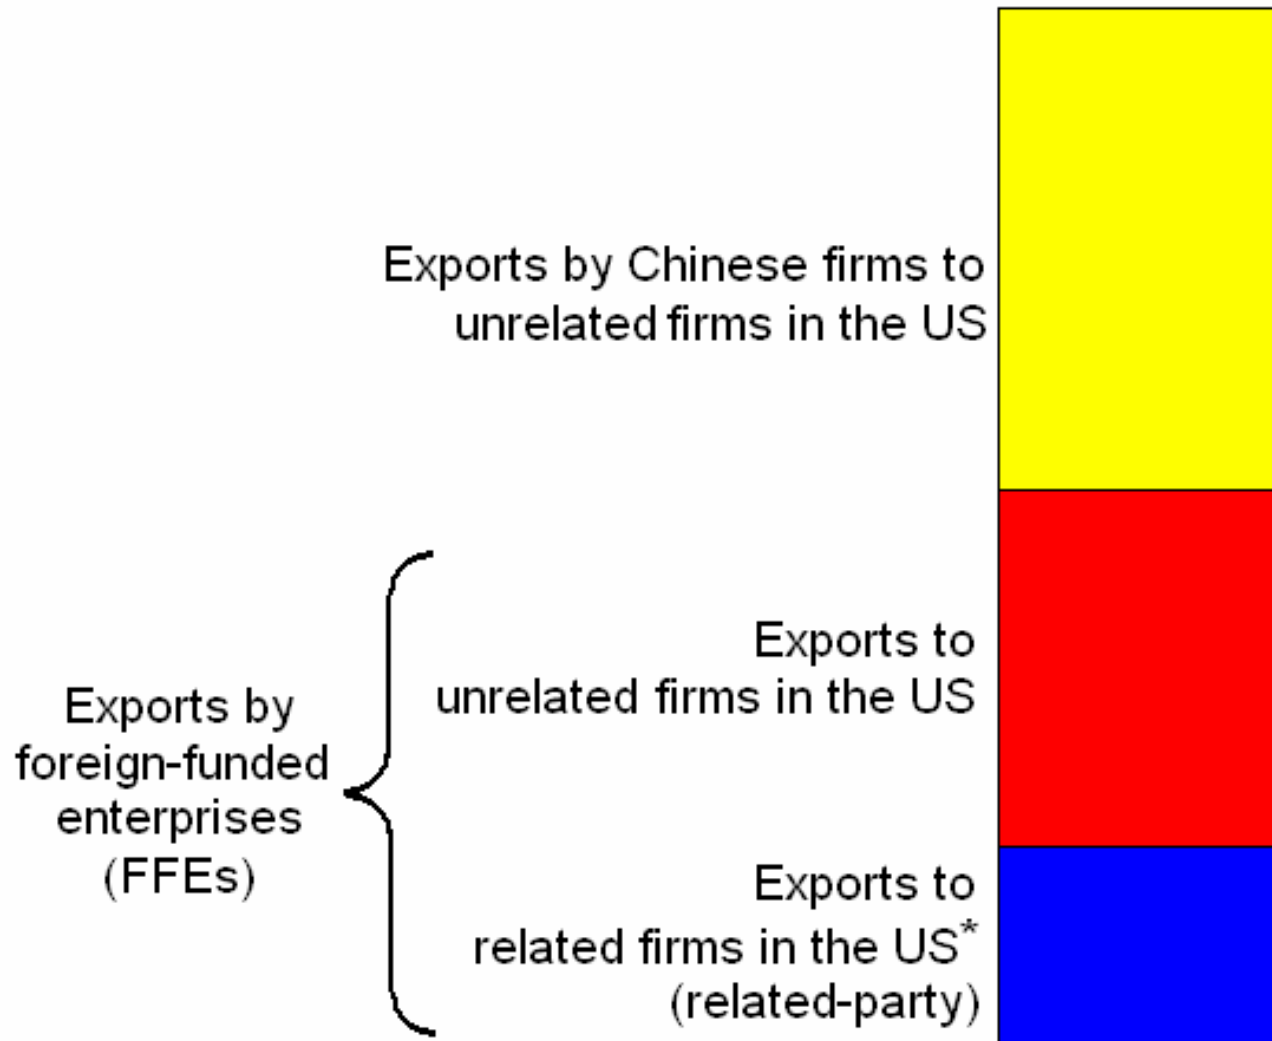 Exports by Chinese firms to
unrelated firms in the US
Exports by
foreign-funded
enterprises
(FFEs)
Exports to
unrelated firms in the US
Exports to
related firms in the US*
(related-party)